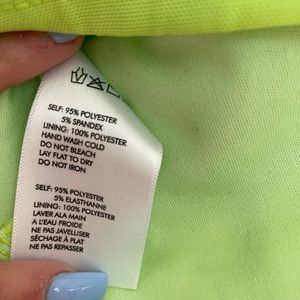 SELF: 95% POLYESTER
5% SPANDEX
LINING: 100% POLYESTER
HAND WASH COLD
DO NOT BLEACH
LAY FLAT TO DRY
DO NOT IRON
SELF: 95% POLYESTER
5% ELASTHANNE
LINING: 100% POLYESTER
LAVER ALA MAIN
A L'EAU FROIDE
NE PAS JAVELLISER
SÉCHAGE À PLAT
NE PAS REPASSER